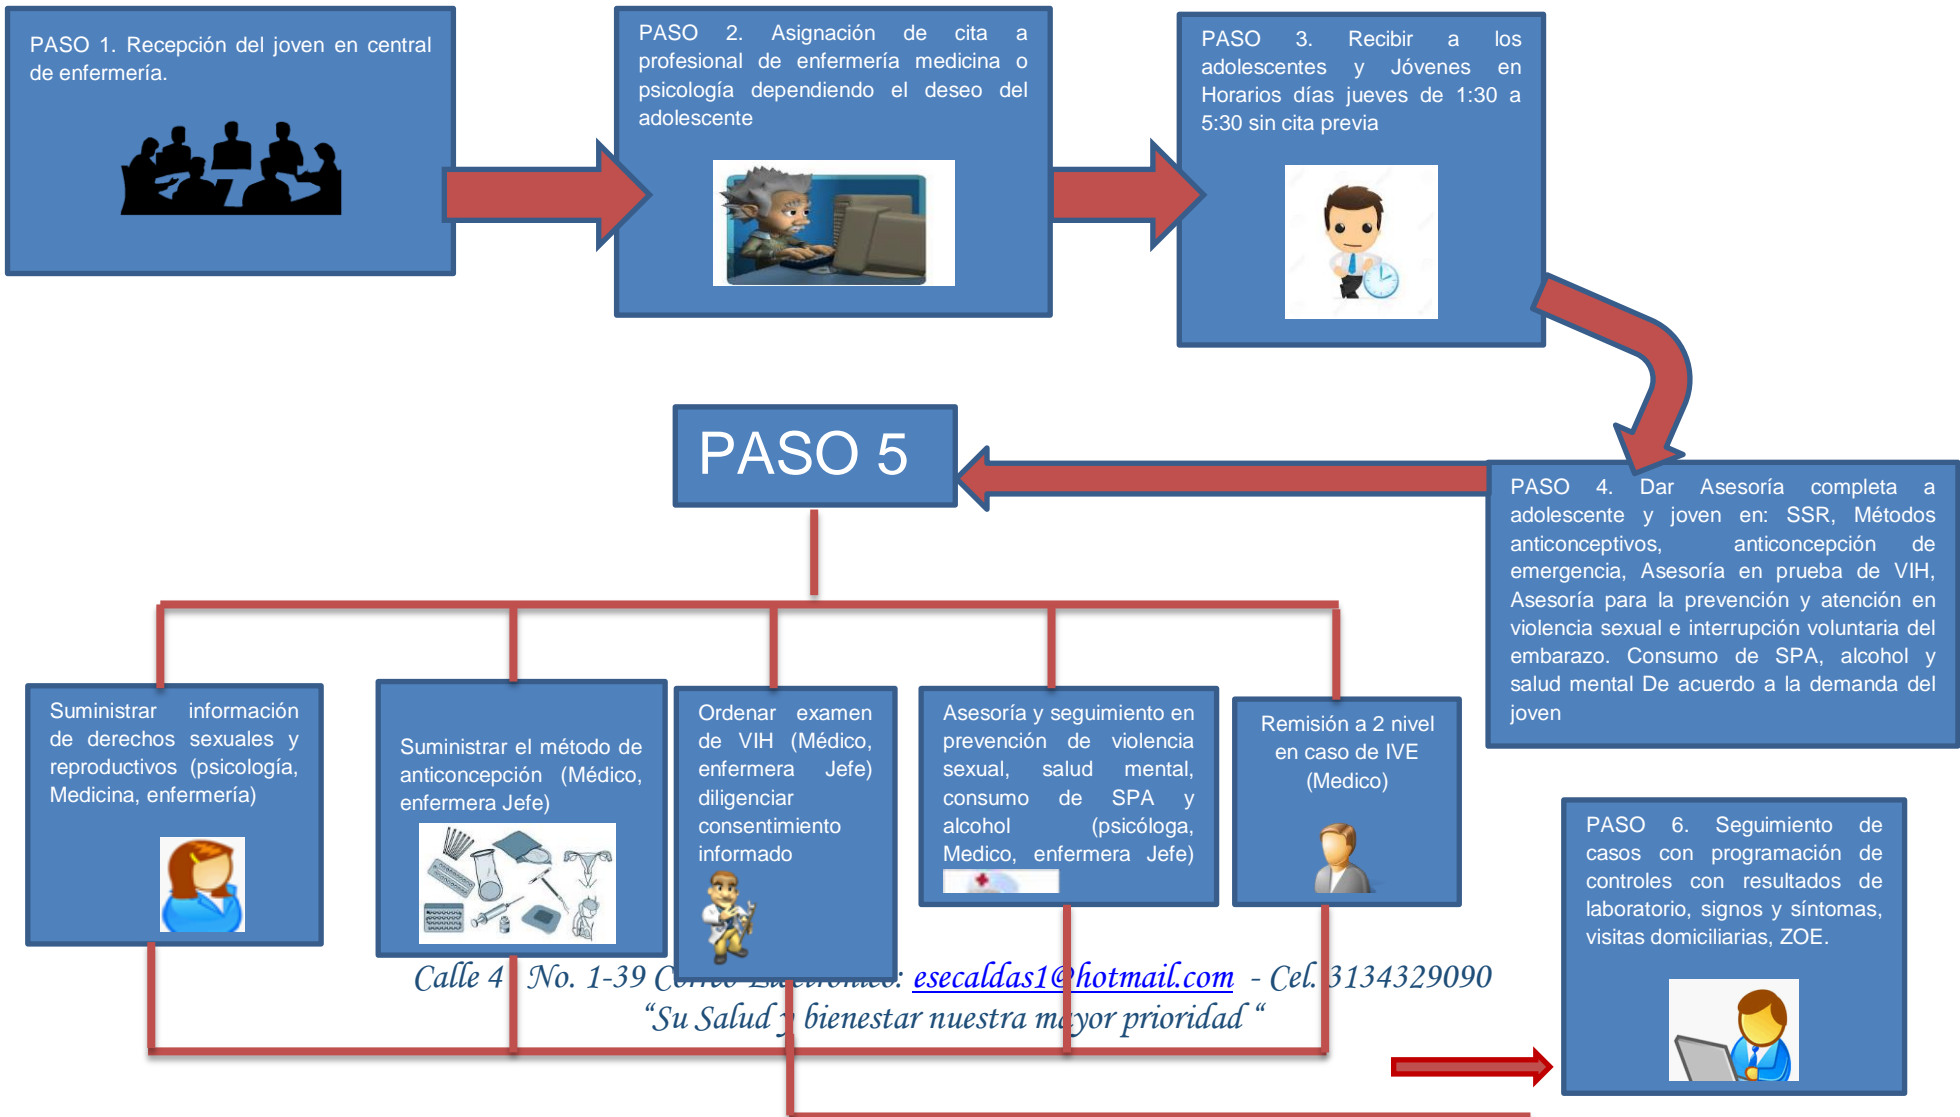 PASO 1. Recepción del joven en central
de enfermería.
PASO 2. Asignación de cita a
profesional de enfermería medicina o
psicología dependiendo el deseo del
adolescente
PASO 3. Recibir a los
adolescentes y Jóvenes en
Horarios días jueves de 1:30 a
5:30 sin cita previa
PASO 4. Dar Asesoría completa a
adolescente y joven en: SSR, Métodos
anticonceptivos, anticoncepción de
emergencia, Asesoría en prueba de VIH,
Asesoría para la prevención y atención en
violencia sexual e interrupción voluntaria del
embarazo. Consumo de SPA, alcohol y
salud mental De acuerdo a la demanda del
joven
PASO 5
Suministrar información
de derechos sexuales y
reproductivos (psicología,
Medicina, enfermería)
Suministrar el método de
anticoncepción (Médico,
enfermera Jefe)
Ordenar examen
de VIH (Médico,
enfermera Jefe)
diligenciar
consentimiento
informado
Asesoría y seguimiento en
prevención de violencia
sexual, salud mental,
consumo de SPA y
alcohol (psicóloga,
Medico, enfermera Jefe)
Remisión a 2 nivel
en caso de IVE
(Medico)
PASO 6. Seguimiento de
casos con programación de
controles con resultados de
laboratorio, signos y síntomas,
visitas domiciliarias, ZOE.
Calle 4 No. 1-39 esecaldas1@hotmail.com - Cel. 3134329090
“Su Salud y bienestar nuestra mayor prioridad “